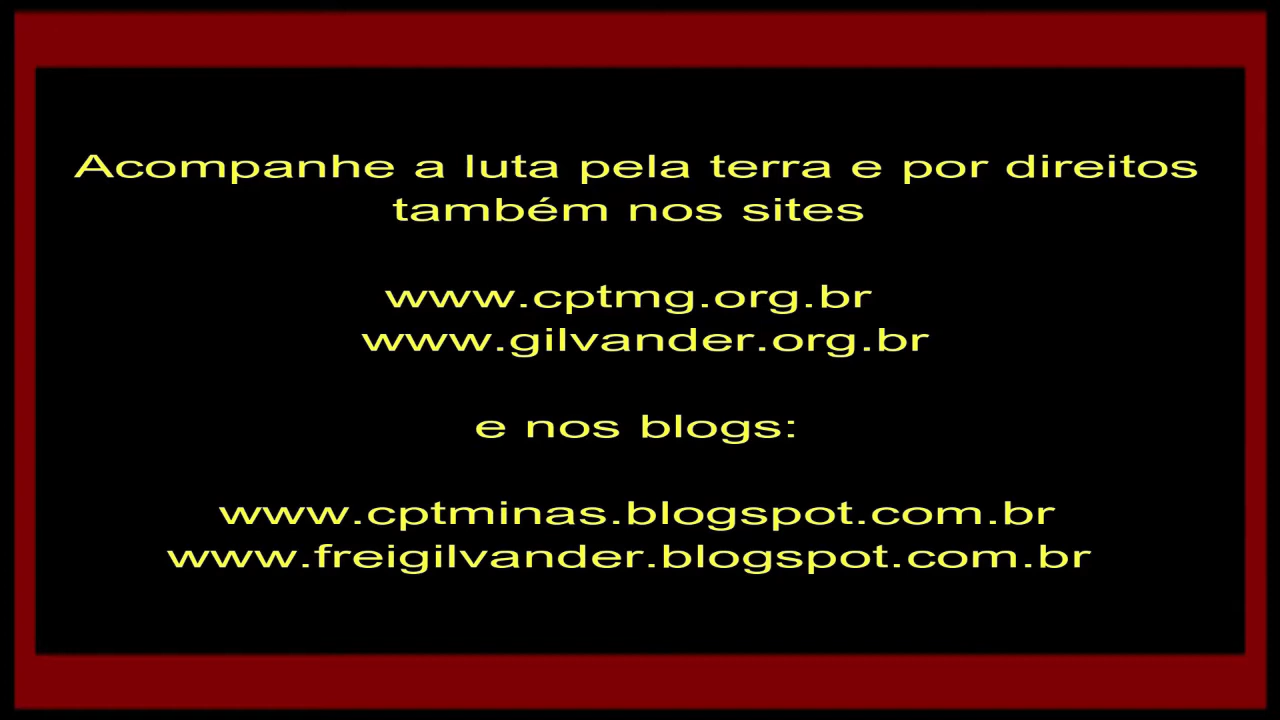 Acompanhe a luta pela terra e por direitos
também nos sites
www.cptmg.org.br
www.gilvander.org.br
e nos blogs:
www.cptminas.blogspot.com.br
www.freigilvander.blogspot.com.br